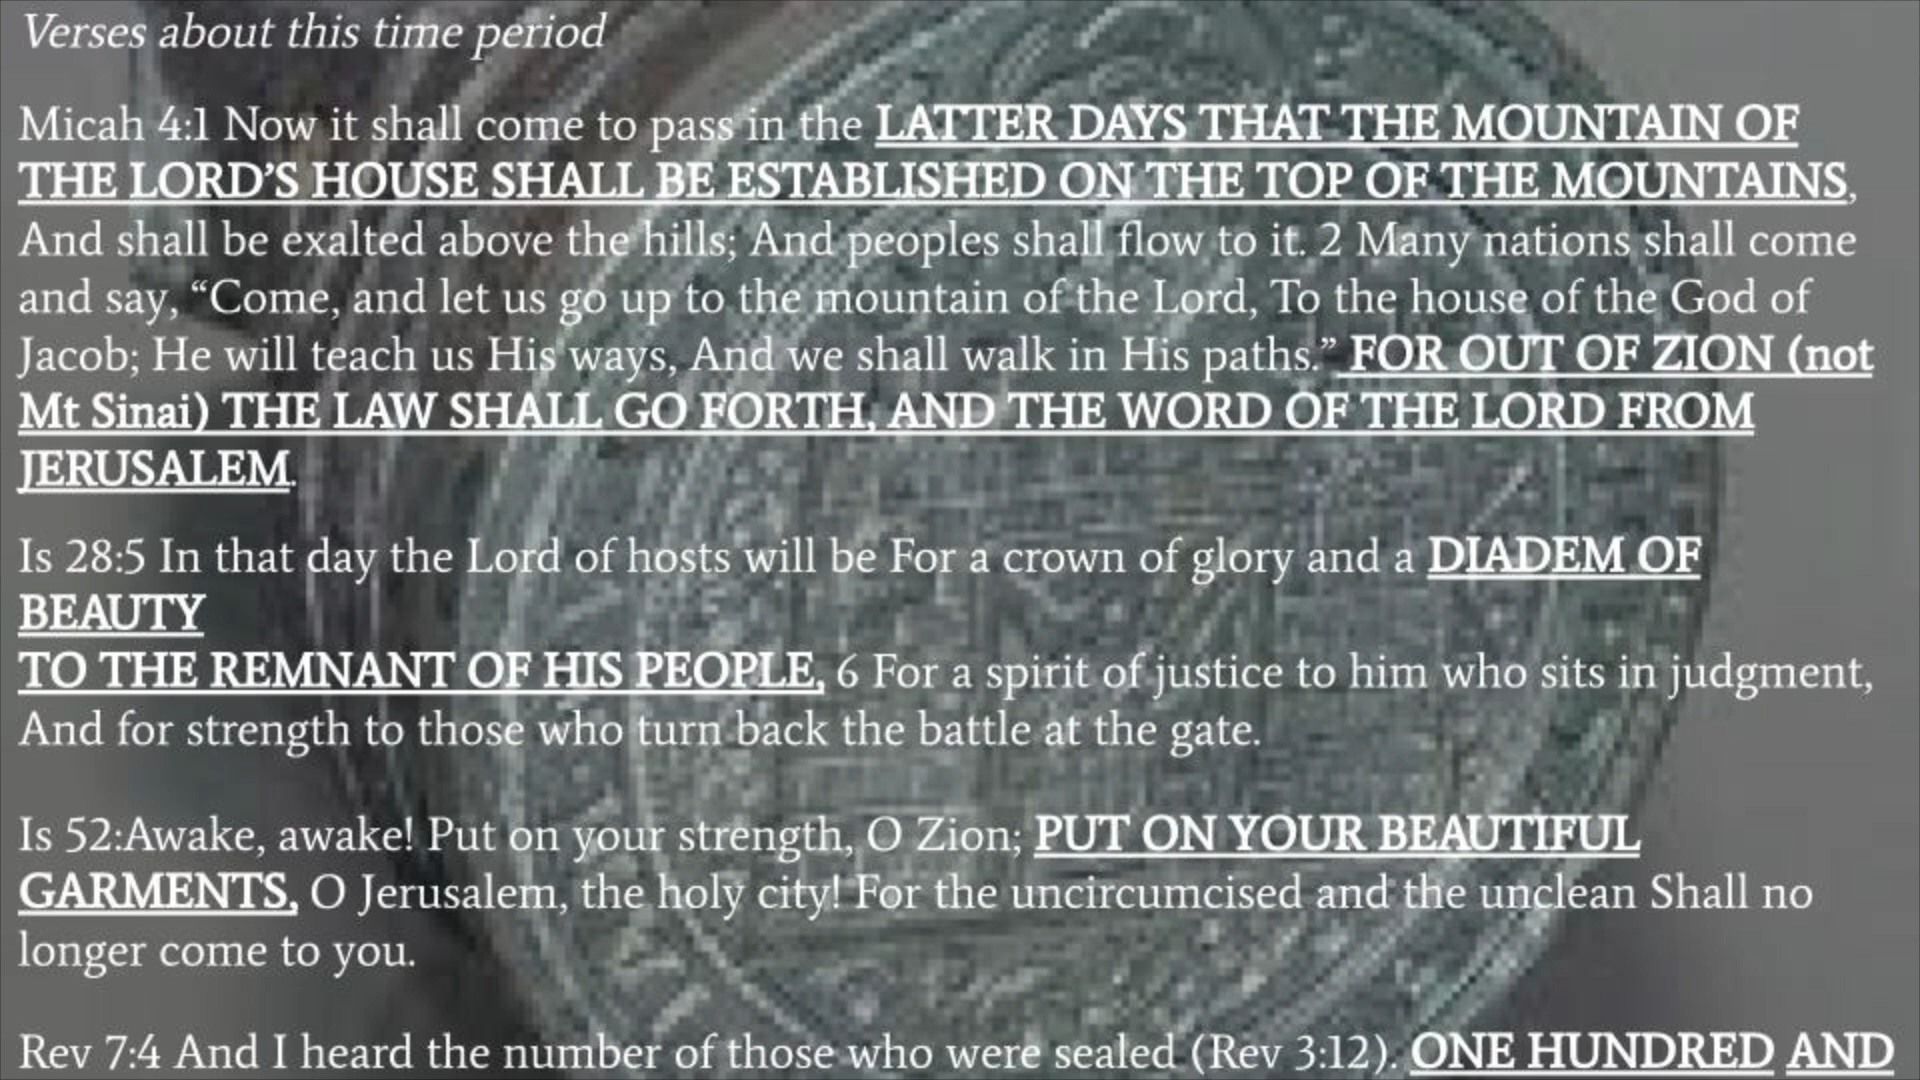 Verses about this time period
Micah 4:1 Now it shall come to pass in the LATTER DAYS THAT THE MOUNTAIN OF
THE LORD’S HOUSE SHALL BE ESTABLISHED ON THE TOP OF THE MOUNTAINS,
And shall be exalted above the hills; And peoples shall flow to it. 2 Many nations shall come
and say, “Come, and let us go up to the mountain of the Lord, To the house of the God of
Jacob; He will teach us His ways, And we shall walk in His paths.” FOR OUT OF ZION (not
Mt Sinai) THE LAW SHALL GO FORTH, AND THE WORD OF THE LORD FROM
JERUSALEM.
Is 28:5 In that day the Lord of hosts will be For a crown of glory and a DIADEM OF
BEAUTY
TO THE REMNANT OF HIS PEOPLE, 6 For a spirit of justice to him who sits in judgment,
And for strength to those who turn back the battle at the gate.
Is 52:Awake, awake! Put on your strength, O Zion; PUT ON YOUR BEAUTIFUL
GARMENTS, O Jerusalem, the holy city! For the uncircumcised and the unclean Shall no
longer come to you.
Rev 7:4 And I heard the number of those who were sealed (Rev 3:12). ONE HUNDRED AND